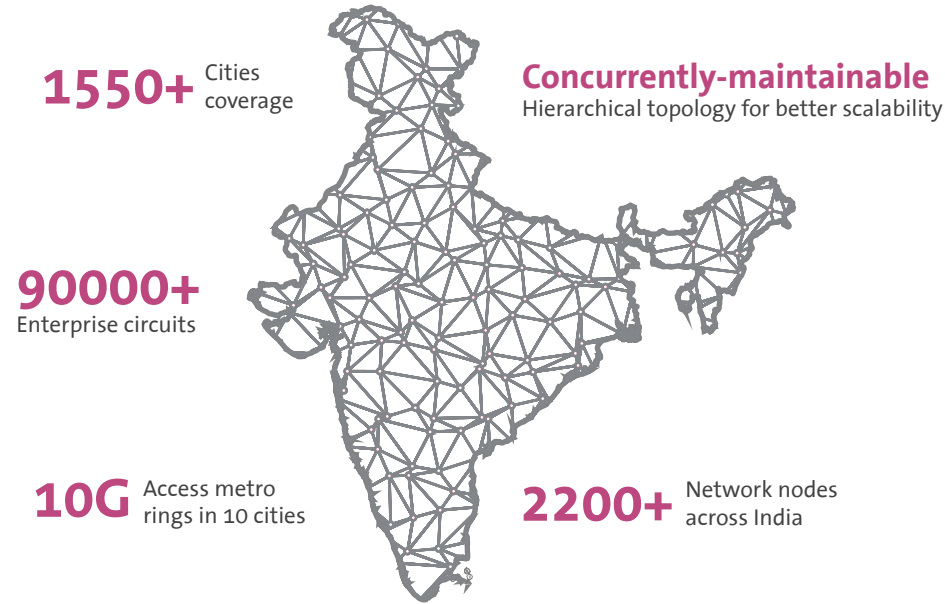 1550+
Cities
coverage
Concurrently-maintainable
Hierarchical topology for better scalability
90000+
Enterprise circuits
10G
Access metro
rings in 10 cities
2200+
Network nodes
across India